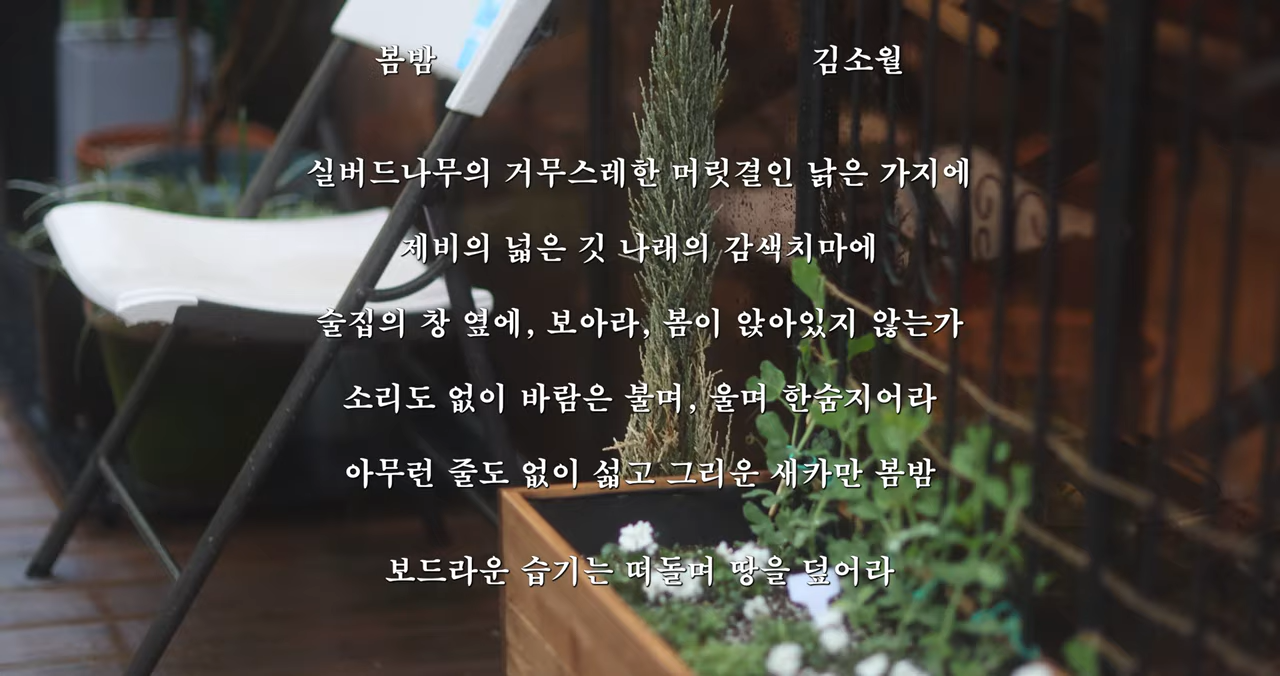 봄밤 김소월
실버드나무의 거무스레한 머릿결인 낡은 가지에
제비의 넓은 깃 나래의 감색치마에
술집의 창 옆에, 보아라, 봄이 앉아있지 않는가
소리도 없이 바람은 불며, 울며 한숨지어라
아무런 줄도 없이 섧고 그리운 새카만 봄밤
보드라운 습기는 떠돌며 땅을 덮어라